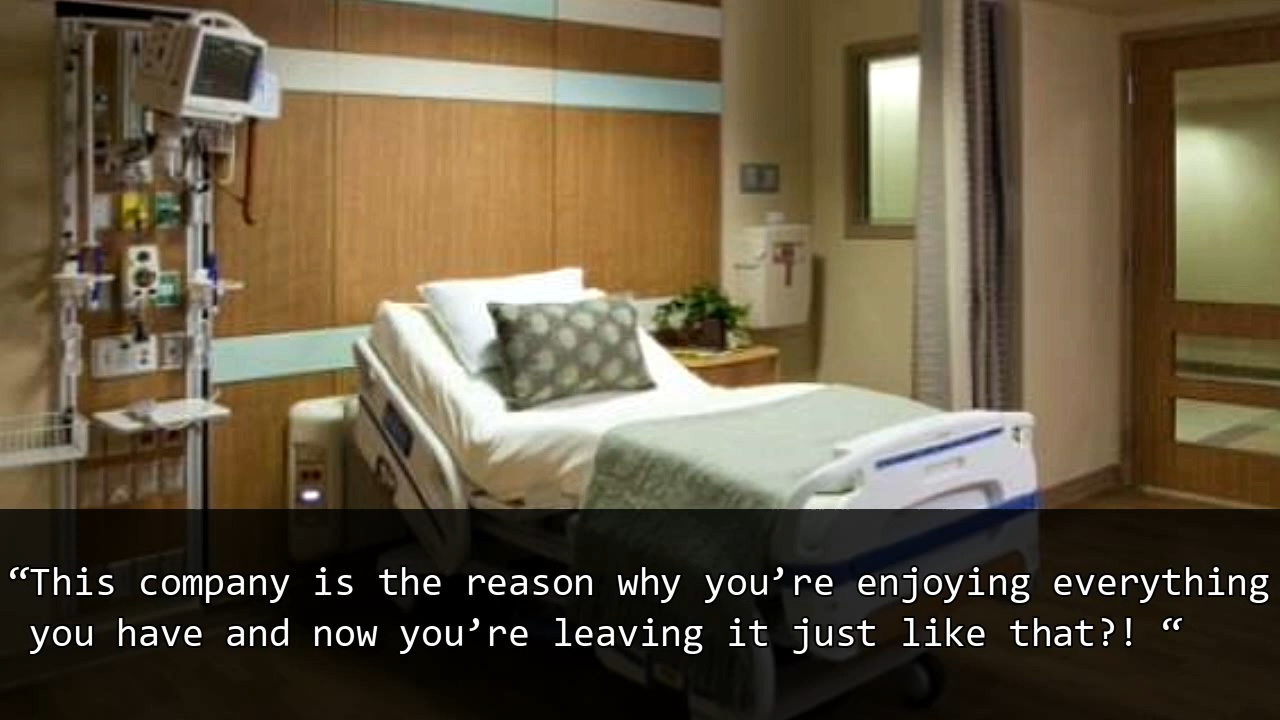 “This company is the reason why you’re enjoying everything
you have and now you’re leaving it just like that?! “